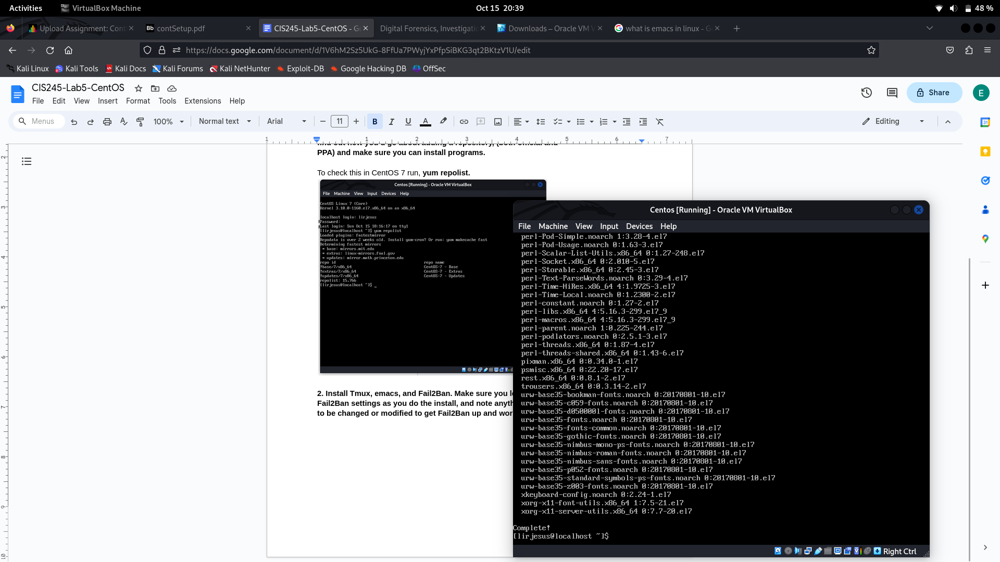 Activities
VirtualBox Machine
Oct 15 20:39
48 %
Upload Assignment: Cont
contSetup.pdf
CIS245-Lab5-CentOS - Go
Digital Forensics, Investigatio
Downloads – Oracle VM V
what is emacs in linux - G
https://docs.google.com/document/d/1V6hM2Sz5UkG-8FfUa7PWyjYxPfpSiBKG3qt2BKtzV1U/edit
Kali Linux
Kali Tools
Kali Docs
Kali Forums
Kali NetHunter
Exploit-DB
Google Hacking DB
OffSec
CIS245-Lab5-CentOS
File Edit View Insert Format Tools Extensions Help
Share
E
Menus
100%
Normal text
Arial
11
B I U A
Editing
1 1 2 3 4 5 6 7
PPA) and make sure you can install programs.
To check this in CentOS 7 run, yum repolist.
Centos [Running] - Oracle VM VirtualBox
File Machine View Input Devices Help
CentOS Linux 7 (Core)
Kernel 3.10.0-1160.el7.x86_64 on an x86_64
localhost login: lirjesus
Password:
Last login: Sun Oct 15 18:16:17 on tty1
[lirjesus@localhost ~]$ yum repolist
Loaded plugins: fastestmirror
Repodata is over 2 weeks old. Install yum-cron? Or run: yum makecache fast
Determining fastest mirrors
* base: mirrors.mit.edu
* extras: linux-mirrors.fnal.gov
* updates: mirror.math.princeton.edu
repo id repo name
!base/7/x86_64 CentOS-7 - Base
!extras/7/x86_64 CentOS-7 - Extras
!updates/7/x86_64 CentOS-7 - Updates
repolist: 15,766
[lirjesus@localhost ~]$ _
2. Install Tmux, emacs, and Fail2Ban. Make sure you l
Fail2Ban settings as you do the install, and note anyth
to be changed or modified to get Fail2Ban up and wor
Centos [Running] - Oracle VM VirtualBox
File Machine View Input Devices Help
perl-Pod-Simple.noarch 1:3.28-4.el7
perl-Pod-Usage.noarch 0:1.63-3.el7
perl-Scalar-List-Utils.x86_64 0:1.27-248.el7
perl-Socket.x86_64 0:2.010-5.el7
perl-Storable.x86_64 0:2.45-3.el7
perl-Text-ParseWords.noarch 0:3.29-4.el7
perl-Time-HiRes.x86_64 4:1.9725-3.el7
perl-Time-Local.noarch 0:1.2300-2.el7
perl-constant.noarch 0:1.27-2.el7
perl-libs.x86_64 4:5.16.3-299.el7_9
perl-macros.x86_64 4:5.16.3-299.el7_9
perl-parent.noarch 1:0.225-244.el7
perl-podlators.noarch 0:2.5.1-3.el7
perl-threads.x86_64 0:1.87-4.el7
perl-threads-shared.x86_64 0:1.43-6.el7
pixman.x86_64 0:0.34.0-1.el7
psmisc.x86_64 0:22.20-17.el7
rest.x86_64 0:0.8.1-2.el7
trousers.x86_64 0:0.3.14-2.el7
urw-base35-bookman-fonts.noarch 0:20170801-10.el7
urw-base35-c059-fonts.noarch 0:20170801-10.el7
urw-base35-d050000l-fonts.noarch 0:20170801-10.el7
urw-base35-fonts.noarch 0:20170801-10.el7
urw-base35-fonts-common.noarch 0:20170801-10.el7
urw-base35-gothic-fonts.noarch 0:20170801-10.el7
urw-base35-nimbus-mono-ps-fonts.noarch 0:20170801-10.el7
urw-base35-nimbus-roman-fonts.noarch 0:20170801-10.el7
urw-base35-nimbus-sans-fonts.noarch 0:20170801-10.el7
urw-base35-p052-fonts.noarch 0:20170801-10.el7
urw-base35-standard-symbols-ps-fonts.noarch 0:20170801-10.el7
urw-base35-z003-fonts.noarch 0:20170801-10.el7
xkeyboard-config.noarch 0:2.24-1.el7
xorg-x11-font-utils.x86_64 1:7.5-21.el7
xorg-x11-server-utils.x86_64 0:7.7-20.el7
Complete!
[lirjesus@localhost ~]$
Right Ctrl